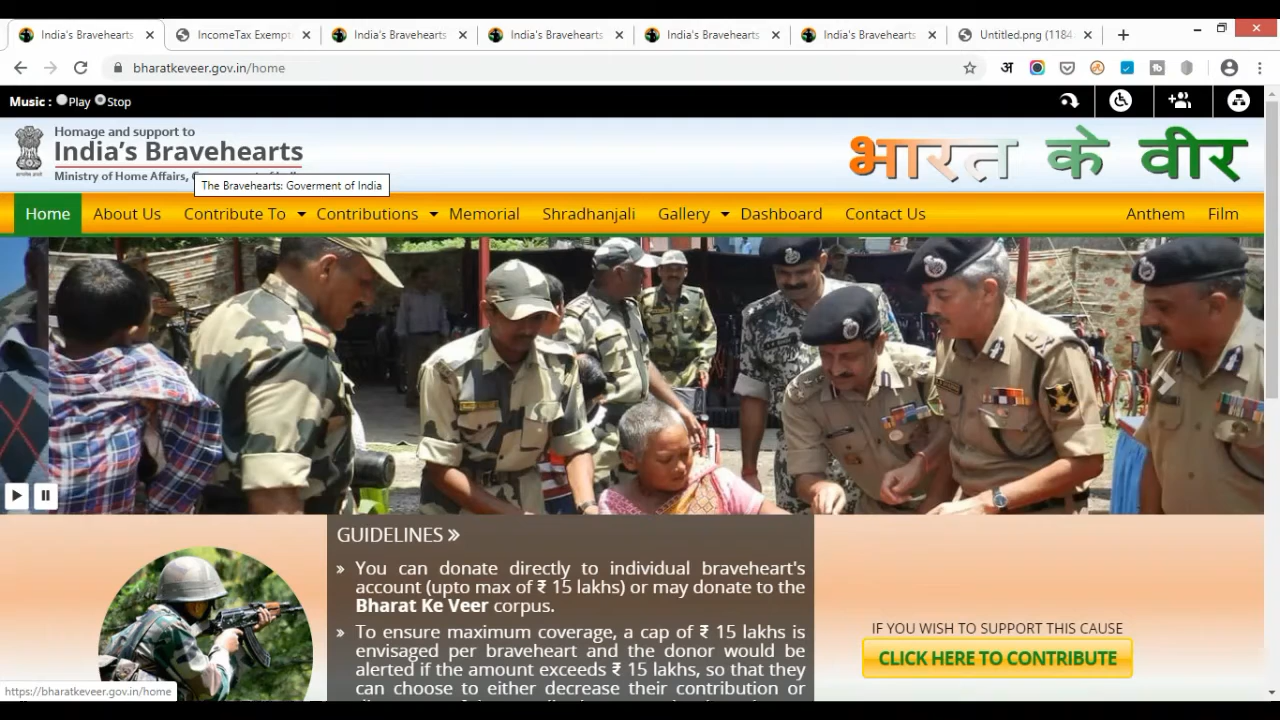 India's Bravehearts
IncomeTax Exempt
India's Bravehearts
India's Bravehearts
India's Bravehearts
India's Bravehearts
Untitled.png (1184
bharatkeveer.gov.in/home
अ
Music : Play Stop
Homage and support to
India's Bravehearts
Ministry of Home Affairs,
The Bravehearts: Goverment of India
भारत के वीर
Home About Us Contribute To Contributions Memorial Shradhanjali Gallery Dashboard Contact Us Anthem Film
GUIDELINES »
» You can donate directly to individual braveheart's
account (upto max of ₹ 15 lakhs) or may donate to the
Bharat Ke Veer corpus.
» To ensure maximum coverage, a cap of ₹ 15 lakhs is
envisaged per braveheart and the donor would be
alerted if the amount exceeds ₹ 15 lakhs, so that they
can choose to either decrease their contribution or
IF YOU WISH TO SUPPORT THIS CAUSE
CLICK HERE TO CONTRIBUTE
https://bharatkeveer.gov.in/home